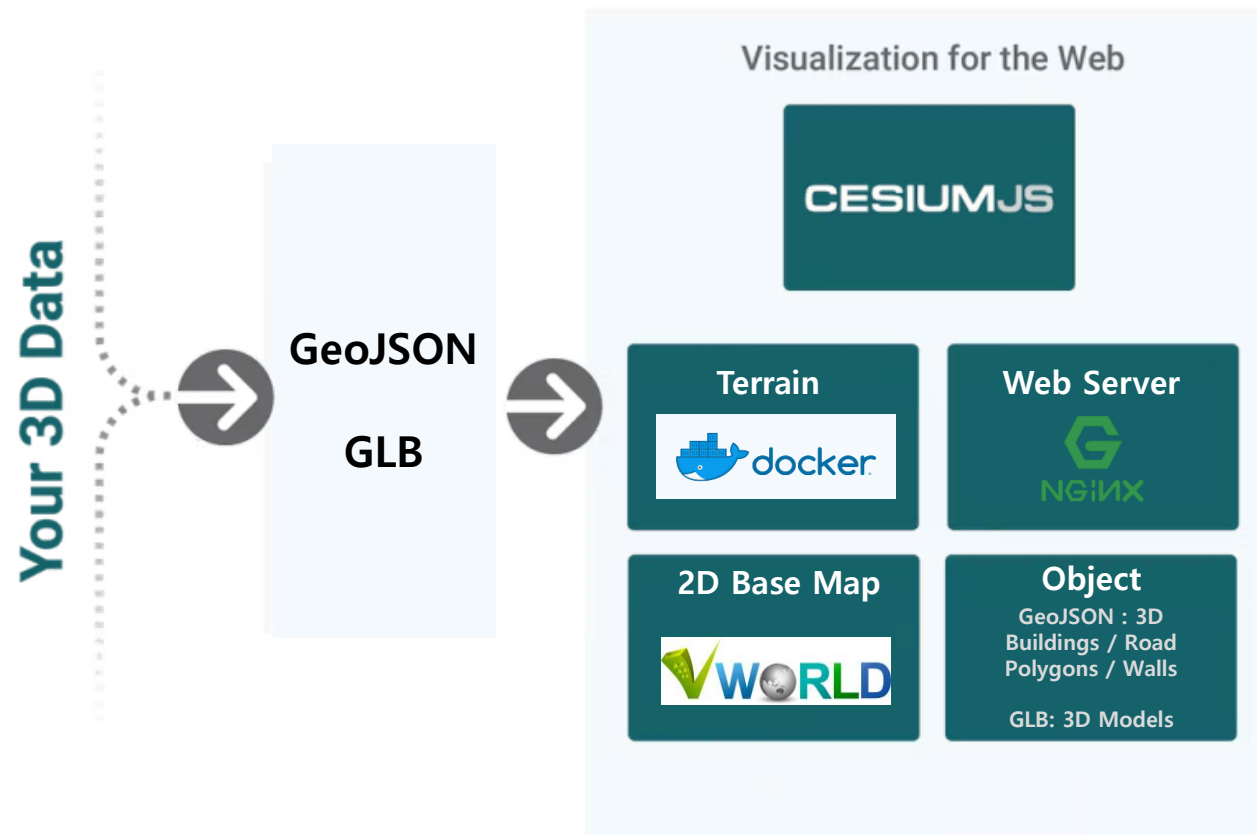 Your 3D Data
GeoJSON
GLB
Visualization for the Web
CESIUMJS
Terrain
docker
Web Server
G
NGiNX
2D Base Map
VWORLD
Object
GeoJSON : 3D
Buildings / Road
Polygons / Walls
GLB: 3D Models